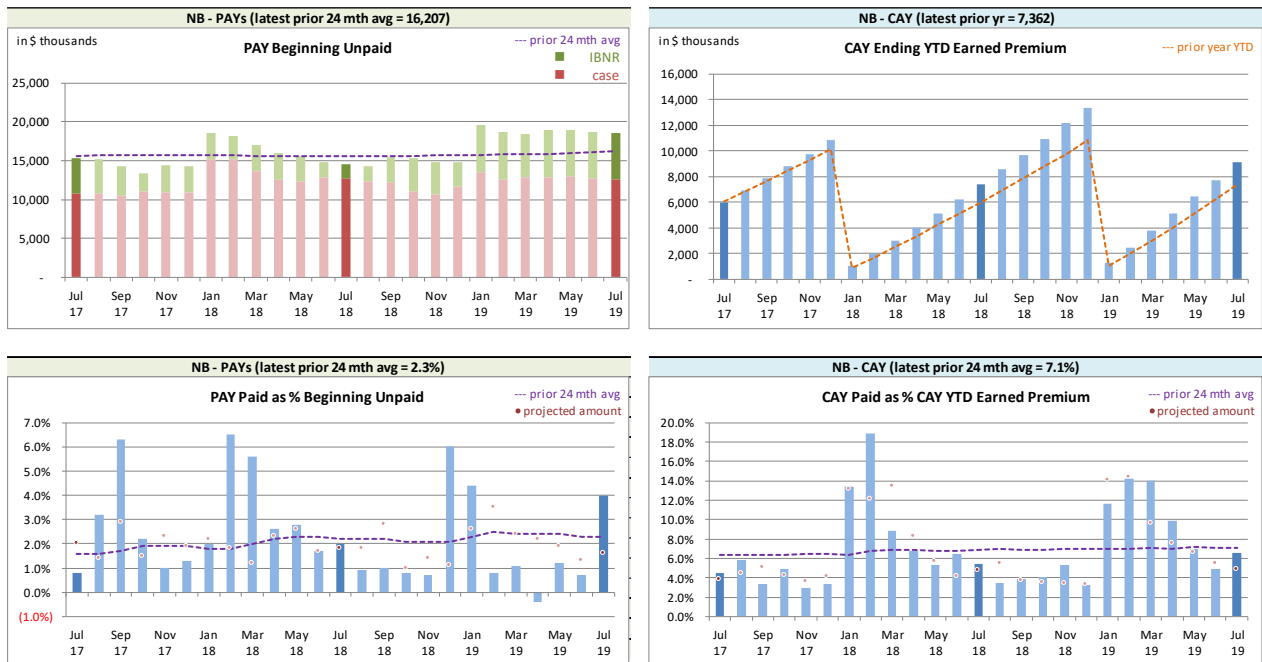 NB - PAYs (latest prior 24 mth avg = 16,207)
in $ thousands
PAY Beginning Unpaid
--- prior 24 mth avg
IBNR
case
25,000
20,000
15,000
10,000
5,000
-
Jul Sep Nov Jan Mar May Jul Sep Nov Jan Mar May Jul
17 17 17 18 18 18 18 18 18 19 19 19 19
NB - CAY (latest prior yr = 7,362)
in $ thousands
CAY Ending YTD Earned Premium
--- prior year YTD
16,000
14,000
12,000
10,000
8,000
6,000
4,000
2,000
-
Jul Sep Nov Jan Mar May Jul Sep Nov Jan Mar May Jul
17 17 17 18 18 18 18 18 18 19 19 19 19
NB - PAYs (latest prior 24 mth avg = 2.3%)
PAY Paid as % Beginning Unpaid
--- prior 24 mth avg
• projected amount
7.0%
6.0%
5.0%
4.0%
3.0%
2.0%
1.0%
0.0%
(1.0%)
Jul Sep Nov Jan Mar May Jul Sep Nov Jan Mar May Jul
17 17 17 18 18 18 18 18 18 19 19 19 19
NB - CAY (latest prior 24 mth avg = 7.1%)
CAY Paid as % CAY YTD Earned Premium
--- prior 24 mth avg
• projected amount
20.0%
18.0%
16.0%
14.0%
12.0%
10.0%
8.0%
6.0%
4.0%
2.0%
0.0%
Jul Sep Nov Jan Mar May Jul Sep Nov Jan Mar May Jul
17 17 17 18 18 18 18 18 18 19 19 19 19